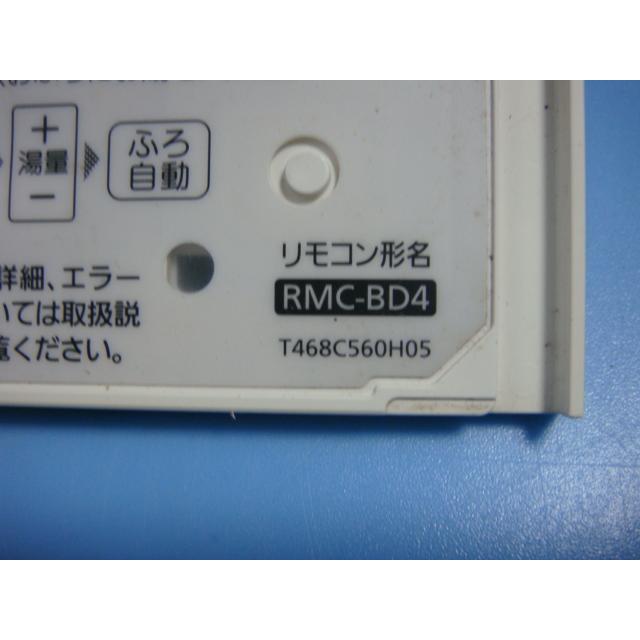 +
湯量
−
ふろ
自動
詳細、エラー
いては取扱説
覧ください。
リモコン形名
RMC-BD4
T468C560H05